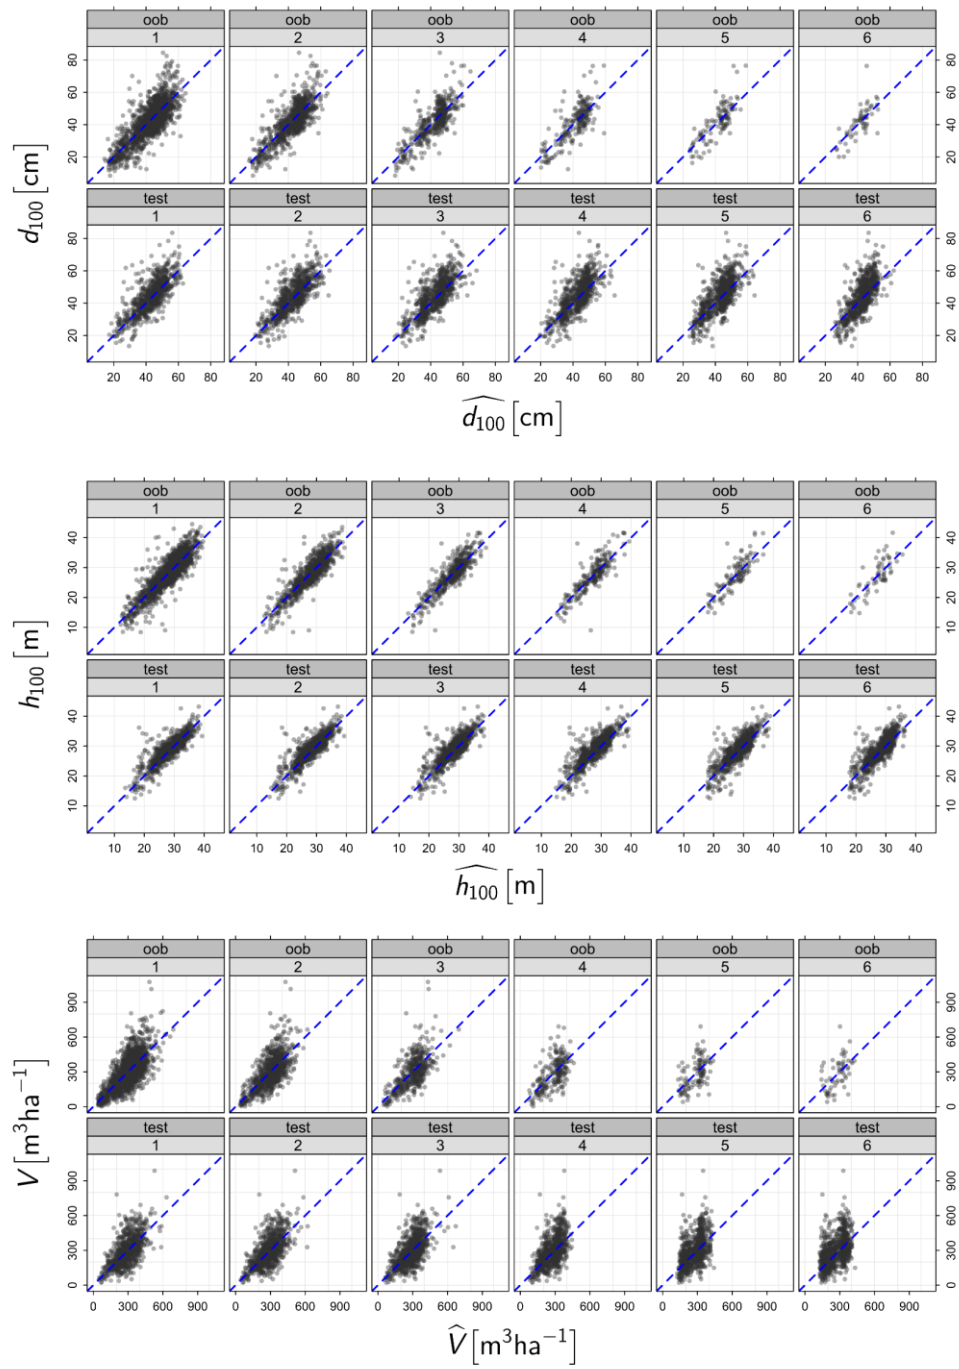 oob oob oob oob oob oob
1 2 3 4 5 6
80
60
40
20
test test test test test test
1 2 3 4 5 6
80 80
60 60
40 40
20 20
d100 [cm]
20 40 60 80 20 40 60 80 20 40 60 80 20 40 60 80 20 40 60 80 20 40 60 80
d100 [cm]
oob oob oob oob oob oob
1 2 3 4 5 6
40 40
30 30
20 20
10 10
test test test test test test
1 2 3 4 5 6
40 40
30 30
20 20
10 10
h100 [m]
10 20 30 40 10 20 30 40 10 20 30 40 10 20 30 40 10 20 30 40 10 20 30 40
ĥ100 [m]
oob oob oob oob oob oob
1 2 3 4 5 6
900 900
600 600
300 300
0 0
test test test test test test
1 2 3 4 5 6
900 900
600 600
300 300
0 0
V [m³ha⁻¹]
0 300 600 900 0 300 600 900 0 300 600 900 0 300 600 900 0 300 600 900 0 300 600 900
V̂ [m³ha⁻¹]